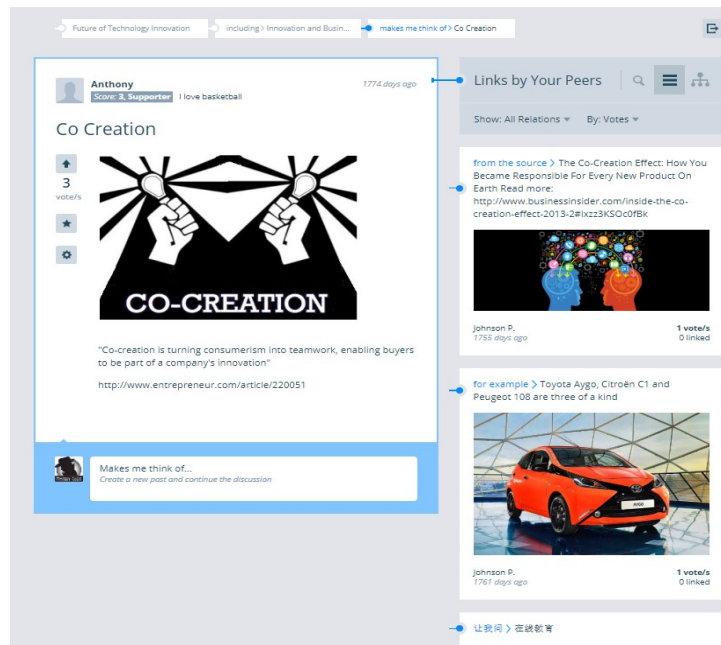 Future of Technology Innovation
including > Innovation and Busin...
makes me think of > Co Creation
Anthony
1774 days ago
Score: 3, Supporter I love basketball
Co Creation
3
vote/s
CO-CREATION
"Co-creation is turning consumerism into teamwork, enabling buyers
to be part of a company's innovation"
http://www.entrepreneur.com/article/220051
Makes me think of...
Create a new post and continue the discussion
Links by Your Peers
Show: All Relations By: Votes
from the source > The Co-Creation Effect: How You
Became Responsible For Every New Product On
Earth Read more:
http://www.businessinsider.com/inside-the-co-
creation-effect-2013-2#ixzz3KSOc0fBk
Johnson P. 1 vote/s
1755 days ago 0 linked
for example > Toyota Aygo, Citroën C1 and
Peugeot 108 are three of a kind
Johnson P. 1 vote/s
1761 days ago 0 linked
让我问 > 在线教育